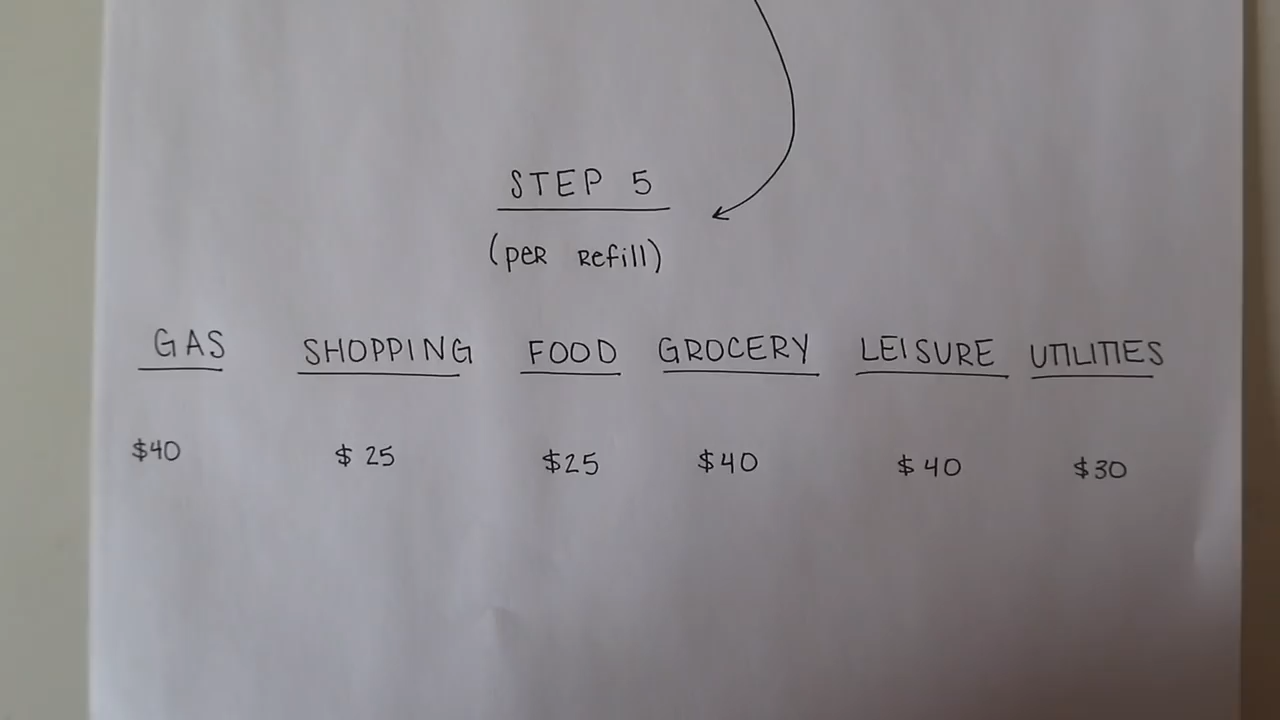 STEP 5
(PER REFILL)
GAS SHOPPING FOOD GROCERY LEISURE UTILITIES
$40 $25 $25 $40 $40 $30